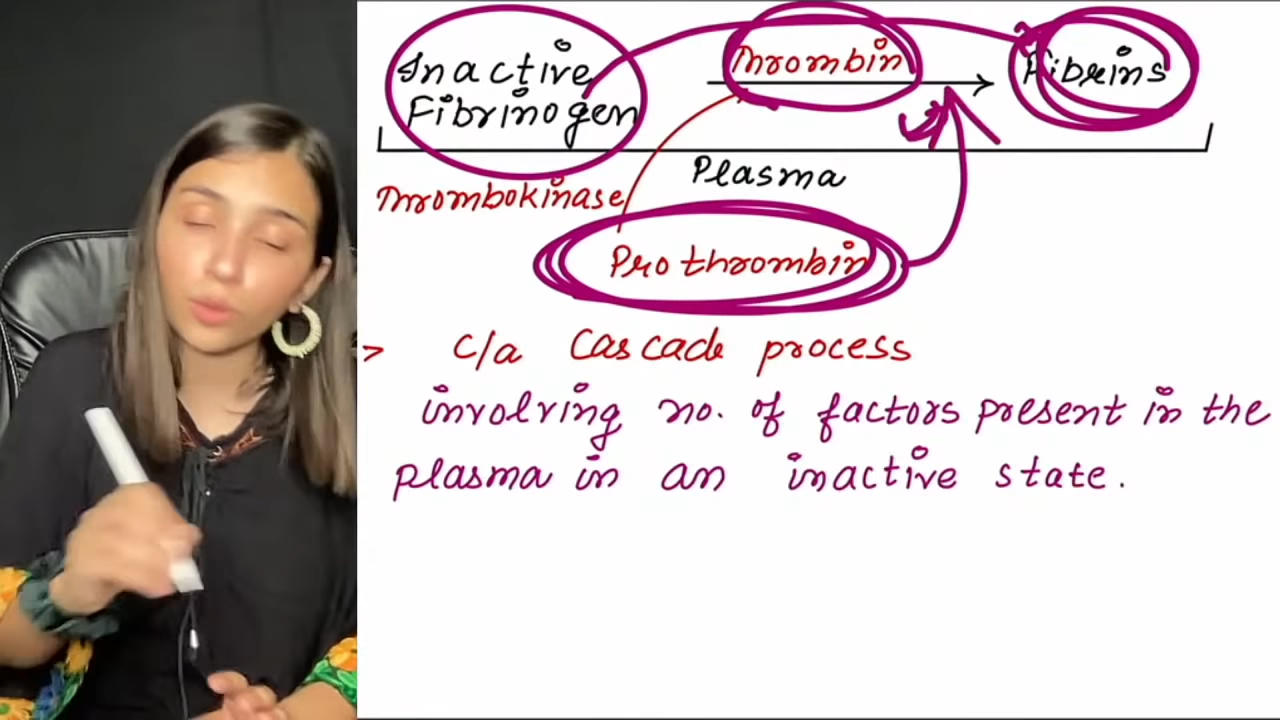 Inactive Thrombin Fibrins
Fibrinogen
Plasma
Thrombokinase
Prothrombin
> c/a Cascade process
involving no. of factors present in the
plasma in an inactive state.